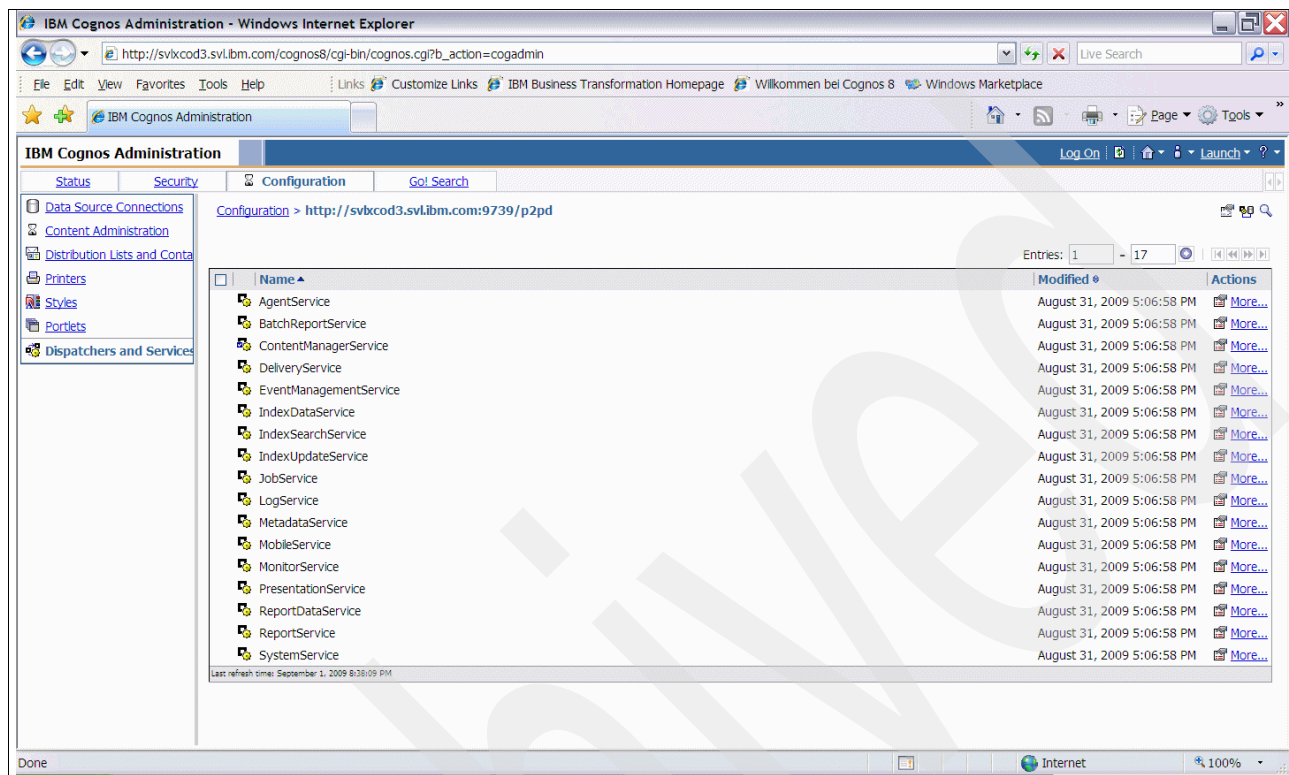 IBM Cognos Administration - Windows Internet Explorer
http://svlxcod3.svl.ibm.com/cognos8/cgi-bin/cognos.cgi?b_action=cogadmin
Live Search
File Edit View Favorites Tools Help Links Customize Links IBM Business Transformation Homepage Willkommen bei Cognos 8 Windows Marketplace
IBM Cognos Administration Page Tools »
IBM Cognos Administration Log On Launch ?
Status Security Configuration Go! Search
Data Source Connections
Content Administration
Distribution Lists and Conta
Printers
Styles
Portlets
Dispatchers and Services
Configuration > http://svlxcod3.svl.ibm.com:9739/p2pd
Entries: 1 - 17
Name Modified Actions
AgentService August 31, 2009 5:06:58 PM More...
BatchReportService August 31, 2009 5:06:58 PM More...
ContentManagerService August 31, 2009 5:06:58 PM More...
DeliveryService August 31, 2009 5:06:58 PM More...
EventManagementService August 31, 2009 5:06:58 PM More...
IndexDataService August 31, 2009 5:06:58 PM More...
IndexSearchService August 31, 2009 5:06:58 PM More...
IndexUpdateService August 31, 2009 5:06:58 PM More...
JobService August 31, 2009 5:06:58 PM More...
LogService August 31, 2009 5:06:58 PM More...
MetadataService August 31, 2009 5:06:58 PM More...
MobileService August 31, 2009 5:06:58 PM More...
MonitorService August 31, 2009 5:06:58 PM More...
PresentationService August 31, 2009 5:06:58 PM More...
ReportDataService August 31, 2009 5:06:58 PM More...
ReportService August 31, 2009 5:06:58 PM More...
SystemService August 31, 2009 5:06:58 PM More...
Last refresh time: September 1, 2009 8:38:09 PM
Done Internet 100%